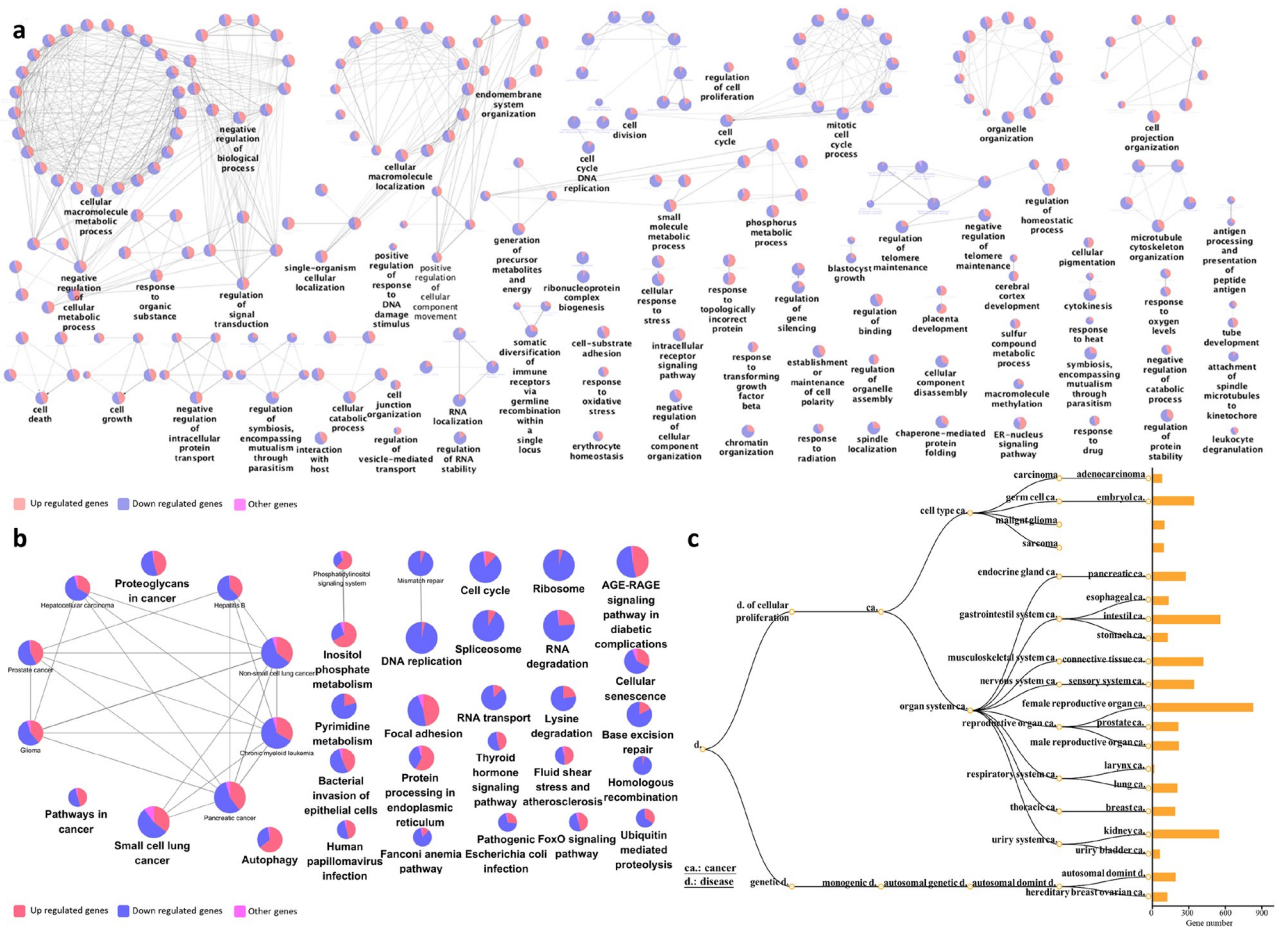 a
negative
regulation
of
biological
process
cellular
macromolecule
localization
endomembrane
system
organization
cell
division
regulation
of cell
proliferation
cell
cycle
mitotic
cell
cycle
process
organelle
organization
cell
projection
organization
cell
cycle
DNA
replication
cellular
macromolecule
metabolic
process
small
molecule
metabolic
process
phosphorus
metabolic
process
regulation
of
telomere
maintenance
negative
regulation
of
telomere
maintenance
regulation
of
homeostatic
process
microtubule
cytoskeleton
organization
antigen
processing
and
presentation
of
peptide
antigen
negative
regulation
of
cellular
metabolic
process
response
to
organic
substance
regulation
of
signal
transduction
single-organism
cellular
localization
positive
regulation
of
response
to
DNA
damage
stimulus
positive
regulation
of
cellular
component
movement
generation
of
precursor
metabolites
and
energy
ribonucleoprotein
complex
biogenesis
cellular
response
to
stress
response
to
topologically
incorrect
protein
regulation
of
gene
silencing
blastocyst
growth
regulation
of
binding
placenta
development
cerebral
cortex
development
cellular
pigmentation
cytokinesis
response
to
oxygen
levels
tube
development
cell
death
cell
growth
negative
regulation
of
intracellular
protein
transport
regulation
of
symbiosis,
encompassing
mutualism
through
parasitism
interaction
with
host
cellular
catabolic
process
cell
junction
organization
regulation
of
vesicle-mediated
transport
RNA
localization
regulation
of RNA
stability
somatic
diversification
of
immune
receptors
via
germline
recombination
within
a
single
locus
cell-substrate
adhesion
response
to
oxidative
stress
erythrocyte
homeostasis
intracellular
receptor
signaling
pathway
negative
regulation
of
cellular
component
organization
response
to
transforming
growth
factor
beta
chromatin
organization
establishment
or
maintenance
of cell
polarity
response
to
radiation
regulation
of
organelle
assembly
spindle
localization
cellular
component
disassembly
chaperone-mediated
protein
folding
sulfur
compound
metabolic
process
macromolecule
methylation
ER-nucleus
signaling
pathway
response
to heat
symbiosis,
encompassing
mutualism
through
parasitism
response
to
drug
negative
regulation
of
catabolic
process
regulation
of
protein
stability
attachment
of
spindle
microtubules
to
kinetochore
leukocyte
degranulation
Up regulated genes
Down regulated genes
Other genes
b
Proteoglycans
in cancer
Hepatocellular carcinoma
Hepatitis B
Prostate cancer
Non-small cell lung cancer
Glioma
Chronic myeloid leukemia
Pancreatic cancer
Pathways in
cancer
Small cell lung
cancer
Autophagy
Phosphatidylinositol
signaling system
Inositol
phosphate
metabolism
Pyrimidine
metabolism
Bacterial
invasion of
epithelial cells
Human
papillomavirus
infection
Mismatch repair
DNA replication
Focal adhesion
Protein
processing in
endoplasmic
reticulum
Fanconi anemia
pathway
Cell cycle
Spliceosome
RNA transport
Thyroid
hormone
signaling
pathway
Pathogenic
Escherichia coli
infection
Ribosome
RNA
degradation
Lysine
degradation
Fluid shear
stress and
atherosclerosis
FoxO signaling
pathway
AGE-RAGE
signaling
pathway in
diabetic
complications
Cellular
senescence
Base excision
repair
Homologous
recombination
Ubiquitin
mediated
proteolysis
Up regulated genes
Down regulated genes
Other genes
c
carcinoma
adenocarcinoma
germ cell ca.
embryol ca.
cell type ca.
malignt glioma
sarcoma
endocrine gland ca.
pancreatic ca.
esophageal ca.
gastrointestil system ca.
intestil ca.
stomach ca.
d. of cellular
proliferation
ca.
musculoskeletal system ca.
connective tissue ca.
nervous system ca.
sensory system ca.
organ system ca.
female reproductive organ ca.
reproductive organ ca.
prostate ca.
male reproductive organ ca.
d.
larynx ca.
respiratory system ca.
lung ca.
thoracic ca.
breast ca.
kidney ca.
uriry system ca.
uriry bladder ca.
ca.: cancer
d.: disease
genetic d.
monogenic d.
autosomal genetic d.
autosomal domint d.
autosomal domint d.
hereditary breast ovarian ca.
0
300
600
900
Gene number